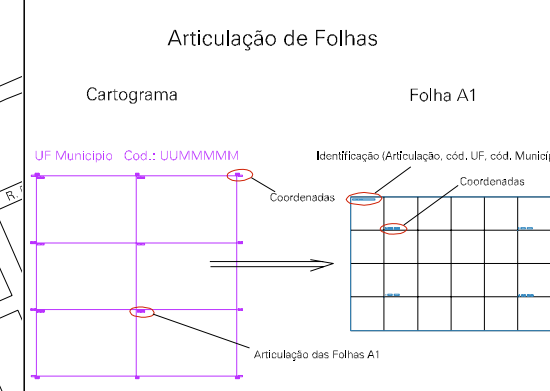 Articulação de Folhas
Cartograma
Folha A1
UF Municipio Cod.: UUMMMMM
Identificação (Articulação, cód. UF, cód.
Coordenadas
Coordenadas
Articulação das Folhas A1
R.